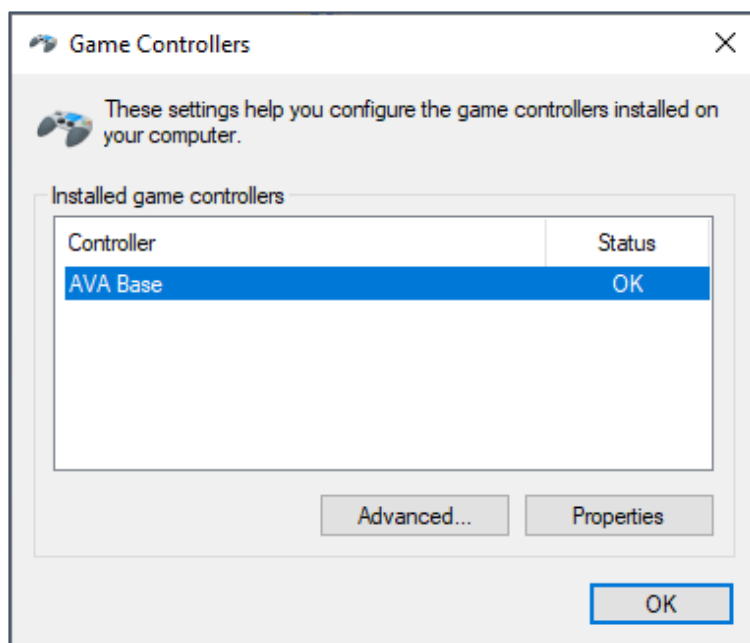 Game Controllers
These settings help you configure the game controllers installed on
your computer.
Installed game controllers
Controller Status
AVA Base OK
Advanced... Properties
OK